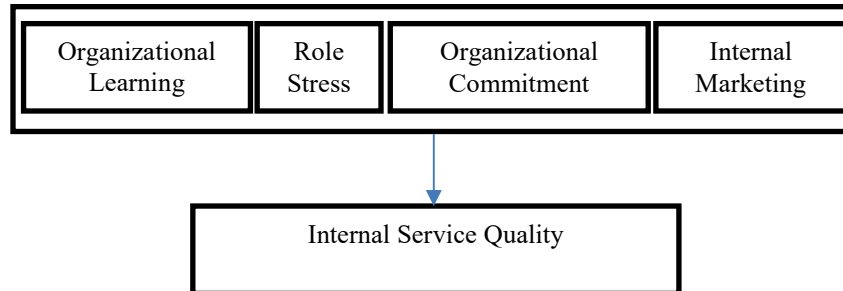 Organizational
Learning
Role
Stress
Organizational
Commitment
Internal
Marketing
Internal Service Quality